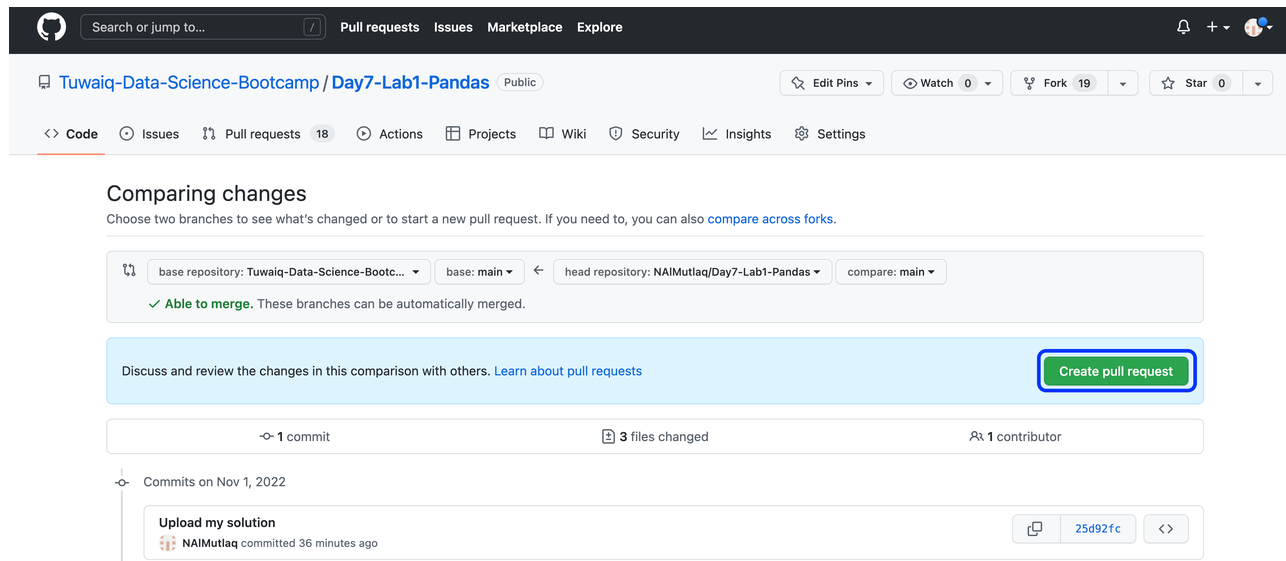 Search or jump to... /
Pull requests Issues Marketplace Explore
Tuwaiq-Data-Science-Bootcamp / Day7-Lab1-Pandas Public
Edit Pins Watch 0 Fork 19 Star 0
Code Issues Pull requests 18 Actions Projects Wiki Security Insights Settings
Comparing changes
Choose two branches to see what's changed or to start a new pull request. If you need to, you can also compare across forks.
base repository: Tuwaiq-Data-Science-Bootc... base: main ← head repository: NAlMutlaq/Day7-Lab1-Pandas compare: main
Able to merge. These branches can be automatically merged.
Discuss and review the changes in this comparison with others. Learn about pull requests
Create pull request
1 commit 3 files changed 1 contributor
Commits on Nov 1, 2022
Upload my solution
NAlMutlaq committed 36 minutes ago
25d92fc